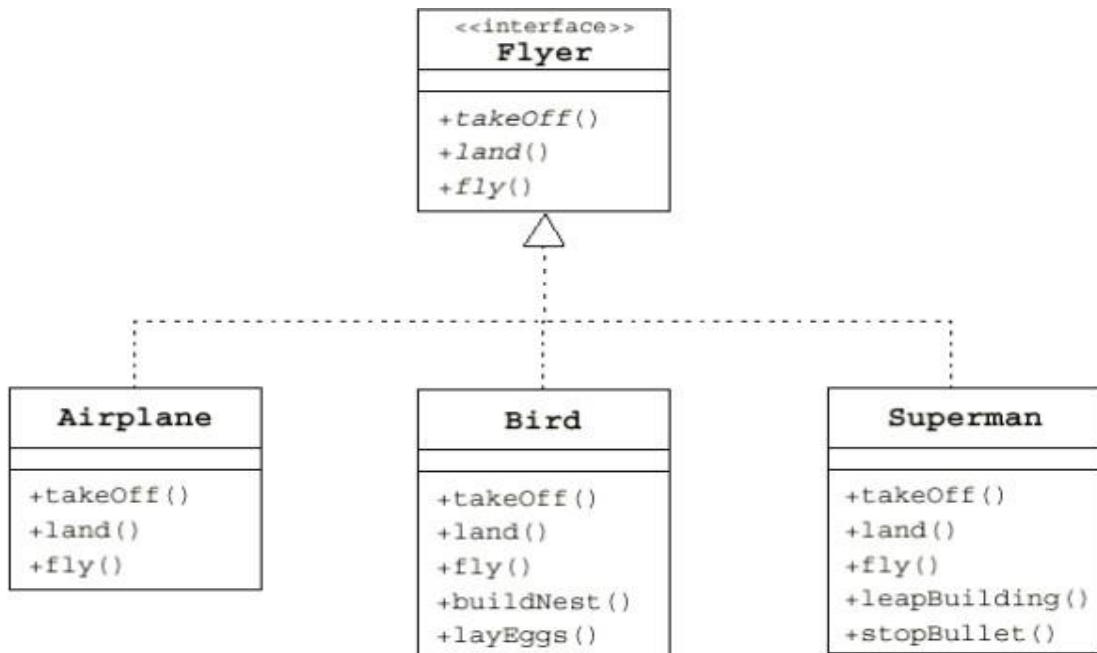 <<interface>>
Flyer
+takeOff()
+land()
+fly()
Airplane
+takeOff()
+land()
+fly()
Bird
+takeOff()
+land()
+fly()
+buildNest()
+layEggs()
Superman
+takeOff()
+land()
+fly()
+leapBuilding()
+stopBullet()